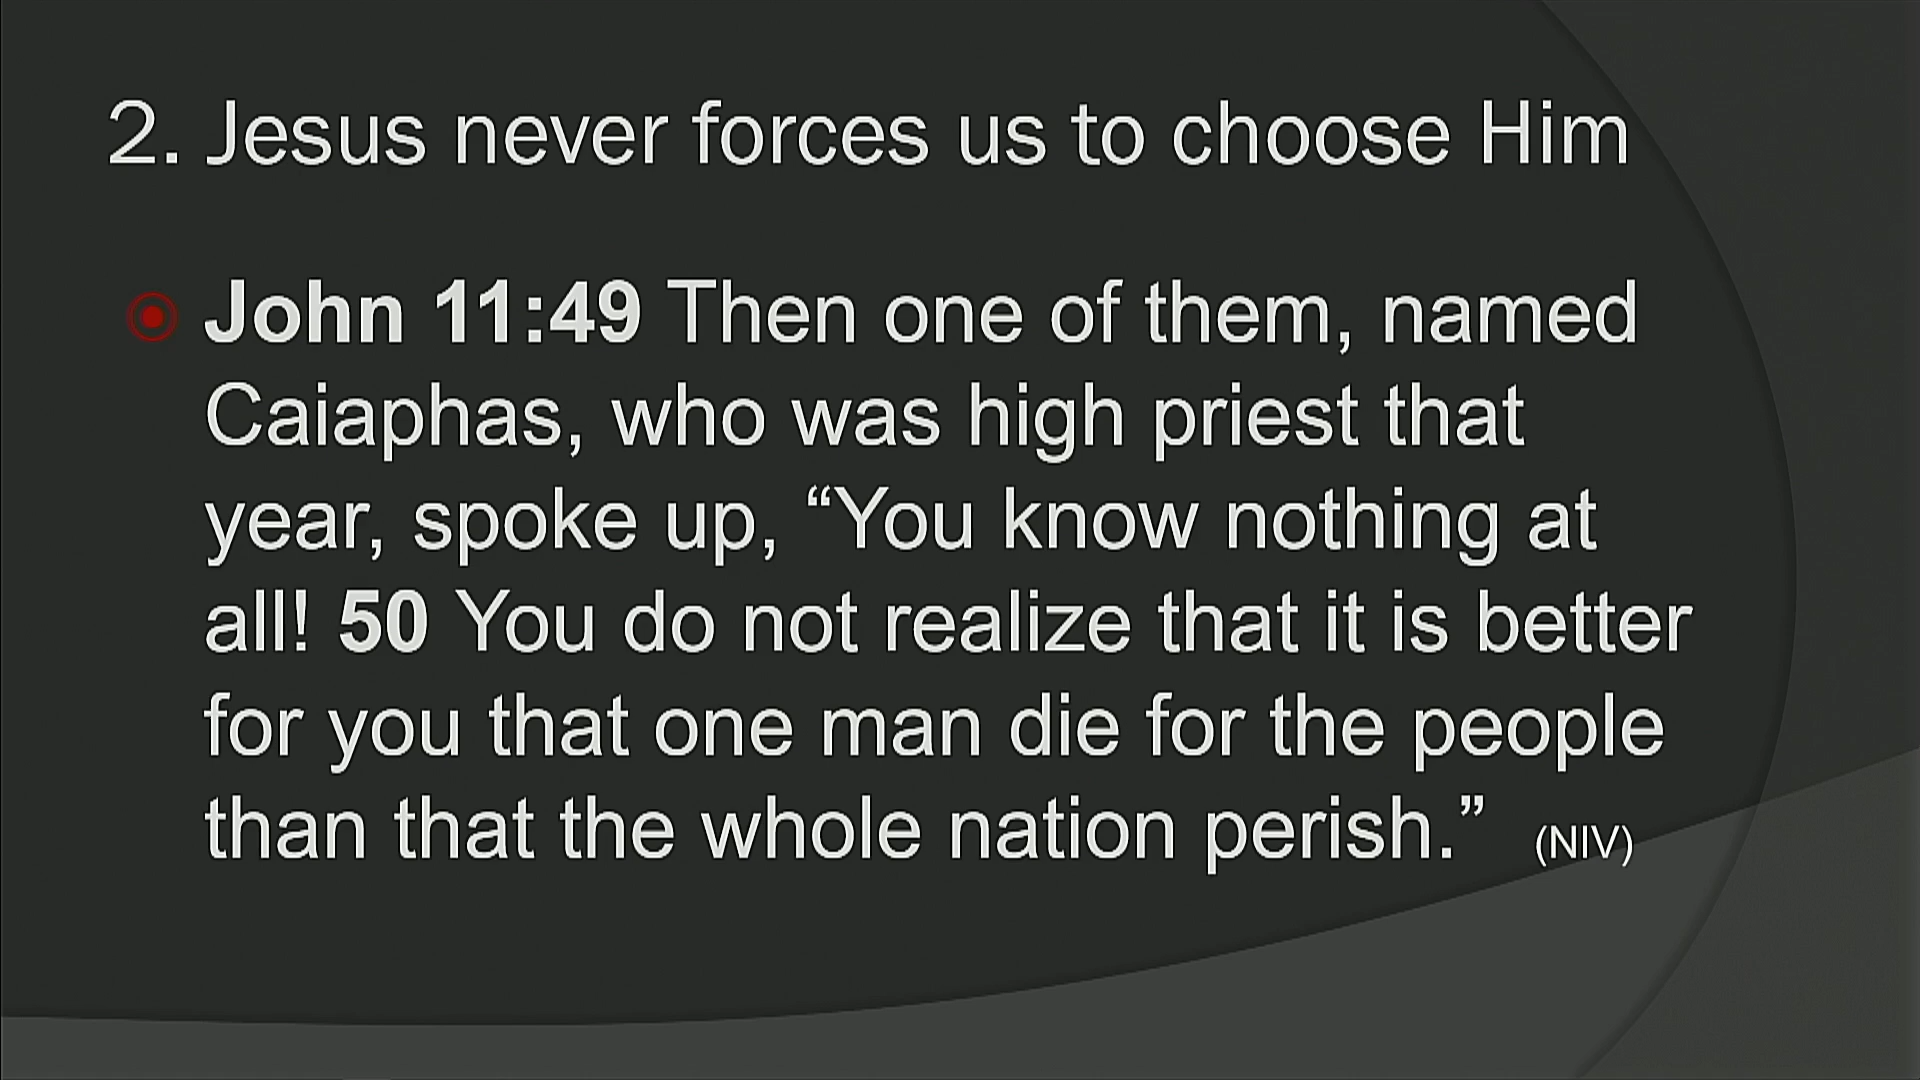 2. Jesus never forces us to choose Him
John 11:49 Then one of them, named
Caiaphas, who was high priest that
year, spoke up, “You know nothing at
all! 50 You do not realize that it is better
for you that one man die for the people
than that the whole nation perish.” (NIV)